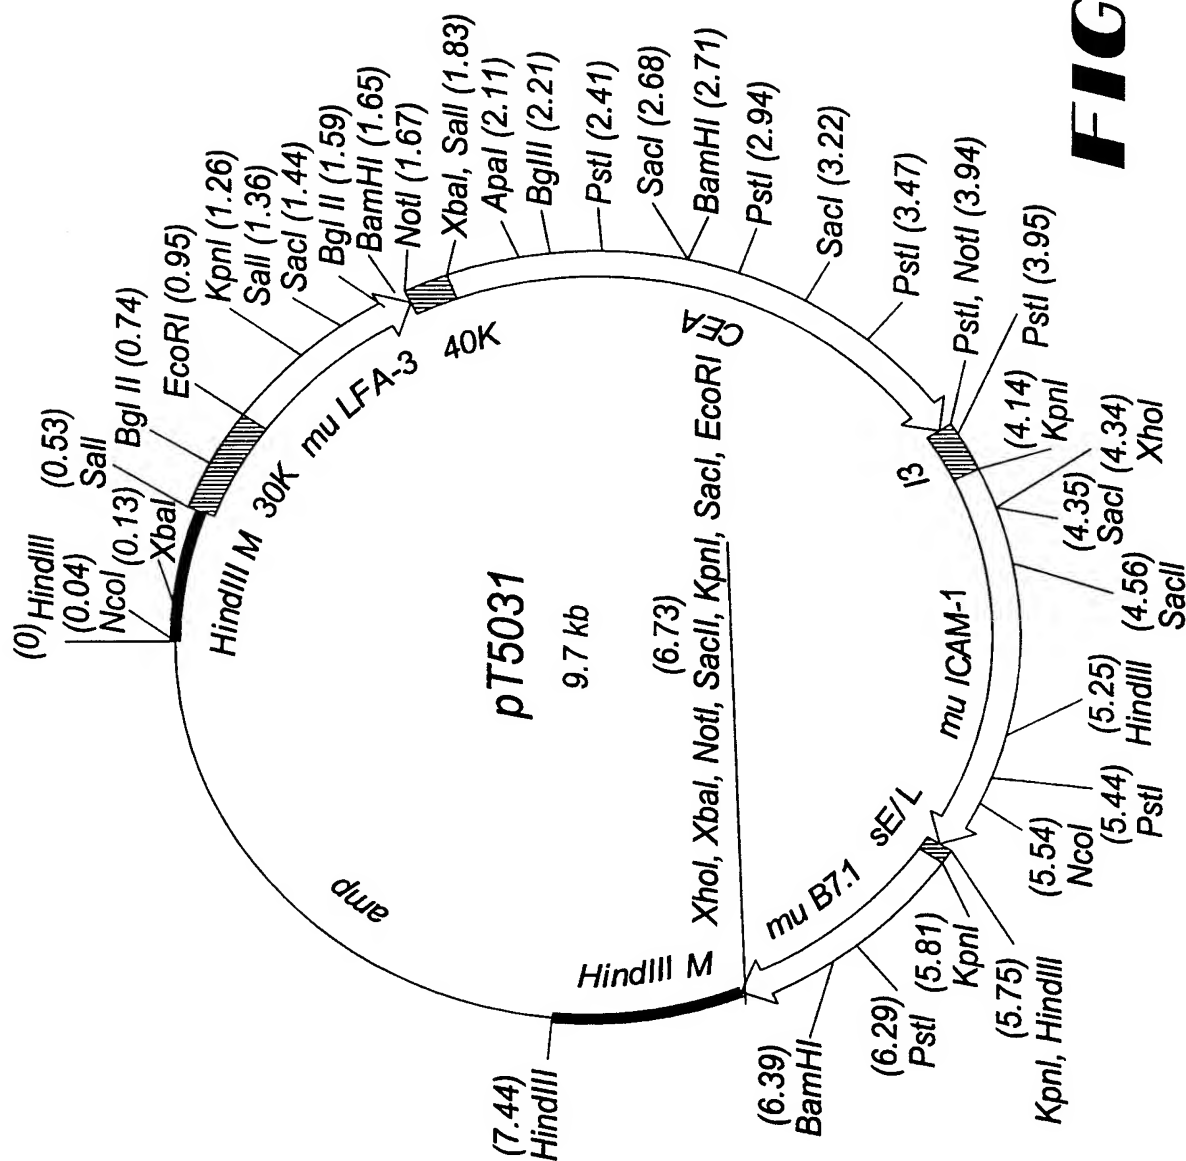 (0) HindIII
(0.04)
NcoI
(0.13)
XbaI
(0.53)
SalI
Bgl II (0.74)
EcoRI (0.95)
KpnI (1.26)
SalI (1.36)
SacI (1.44)
Bgl II (1.59)
BamHI (1.65)
NotI (1.67)
XbaI, SalI (1.83)
ApaI (2.11)
BglII (2.21)
PstI (2.41)
SacI (2.68)
BamHI (2.71)
PstI (2.94)
SacI (3.22)
PstI (3.47)
PstI, NotI (3.94)
PstI (3.95)
(4.14)
KpnI
(4.34)
XhoI
(4.35)
SacI
(4.56)
SacII
(5.25)
HindIII
(5.44)
PstI
(5.54)
NcoI
(5.75)
KpnI, HindIII
(5.81)
KpnI
(6.29)
PstI
(6.39)
BamHI
(7.44)
HindIII
HindIII M
30K
mu LFA-3
40K
CEA
I3
mu ICAM-1
sE/L
mu B7.1
HindIII M
amp
pT5031
9.7 kb
(6.73)
XhoI, XbaI, NotI, SacII, KpnI, SacI, EcoRI
FIG